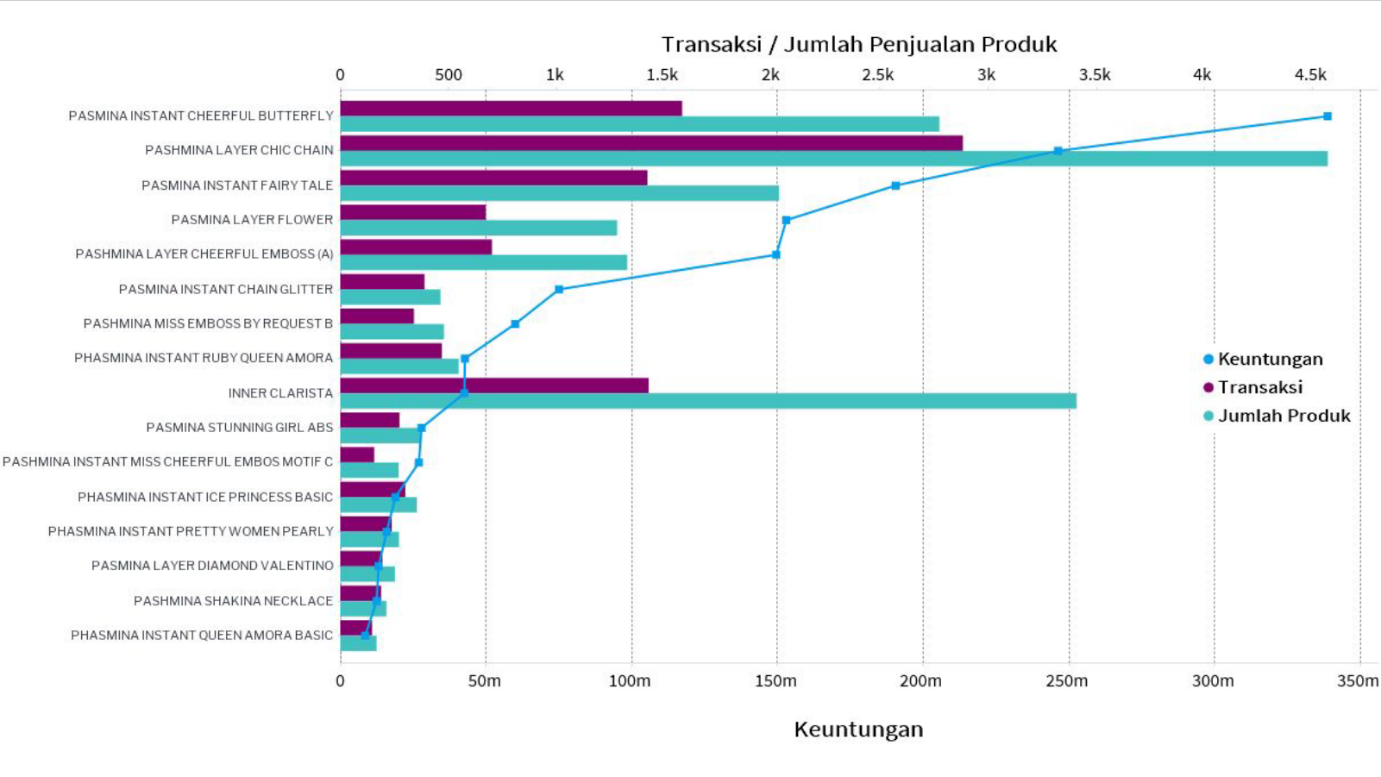 Transaksi / Jumlah Penjualan Produk
0 500 1k 1.5k 2k 2.5k 3k 3.5k 4k 4.5k
PASMINA INSTANT CHEERFUL BUTTERFLY
PASHMINA LAYER CHIC CHAIN
PASMINA INSTANT FAIRY TALE
PASMINA LAYER FLOWER
PASHMINA LAYER CHEERFUL EMBOSS (A)
PASMINA INSTANT CHAIN GLITTER
PASHMINA MISS EMBOSS BY REQUEST B
PHASMINA INSTANT RUBY QUEEN AMORA
INNER CLARISTA
PASMINA STUNNING GIRL ABS
PASHMINA INSTANT MISS CHEERFUL EMBOS MOTIF C
PHASMINA INSTANT ICE PRINCESS BASIC
PHASMINA INSTANT PRETTY WOMEN PEARLY
PASMINA LAYER DIAMOND VALENTINO
PASHMINA SHAKINA NECKLACE
PHASMINA INSTANT QUEEN AMORA BASIC
Keuntungan
Transaksi
Jumlah Produk
0 50m 100m 150m 200m 250m 300m 350m
Keuntungan